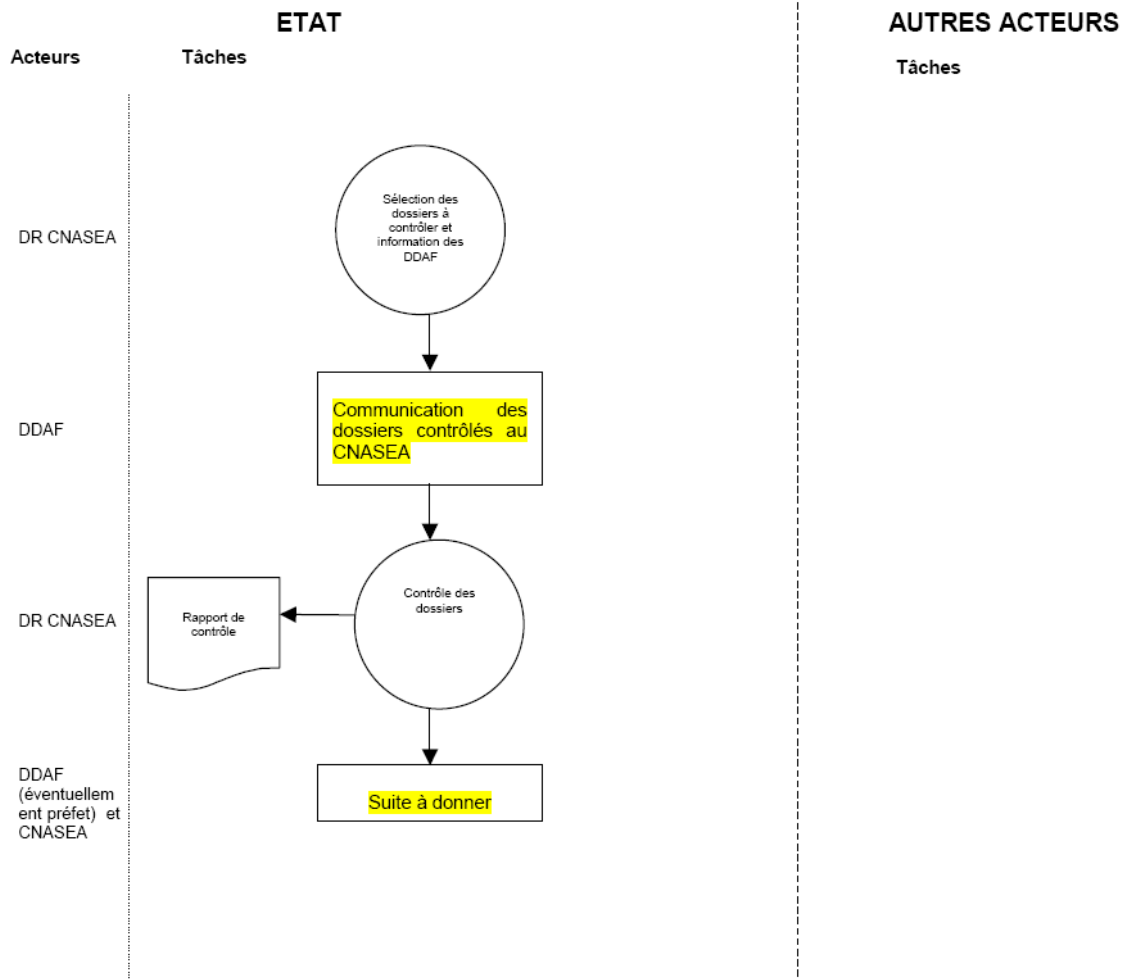 ETAT
AUTRES ACTEURS
Acteurs
Tâches
Tâches
DR CNASEA
Sélection des
dossiers à
contrôler et
information des
DDAF
DDAF
Communication des
dossiers contrôlés au
CNASEA
DR CNASEA
Rapport de
contrôle
Contrôle des
dossiers
DDAF
(éventuellem
ent préfet) et
CNASEA
Suite à donner